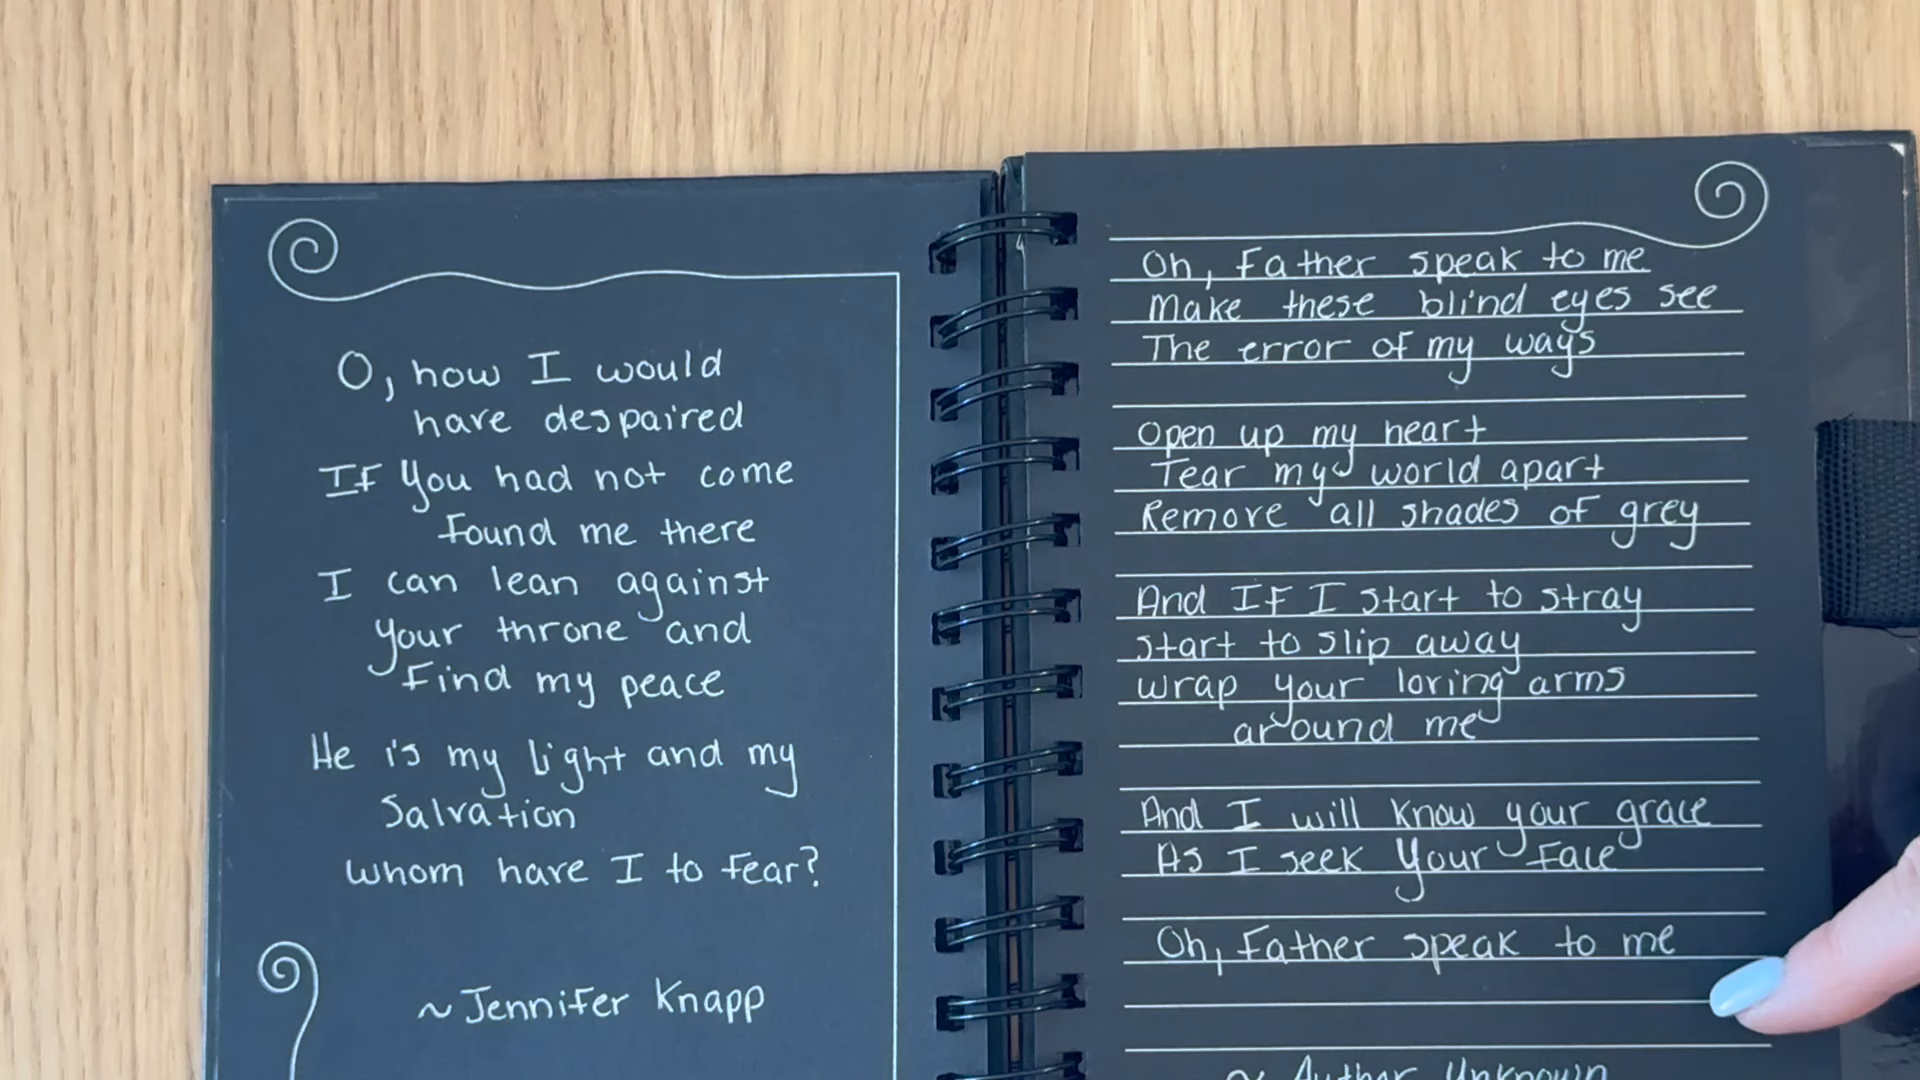 O, how I would
have despaired
If You had not come
found me there
I can lean against
your throne and
Find my peace
He is my light and my
Salvation
whom have I to fear?
~Jennifer Knapp
Oh, Father speak to me
Make these blind eyes see
The error of my ways
Open up my heart
Tear my world apart
Remove all shades of grey
And If I start to stray
start to slip away
wrap your loving arms
around me
And I will know your grace
As I seek Your Face
Oh, Father speak to me
~ Author Unknown